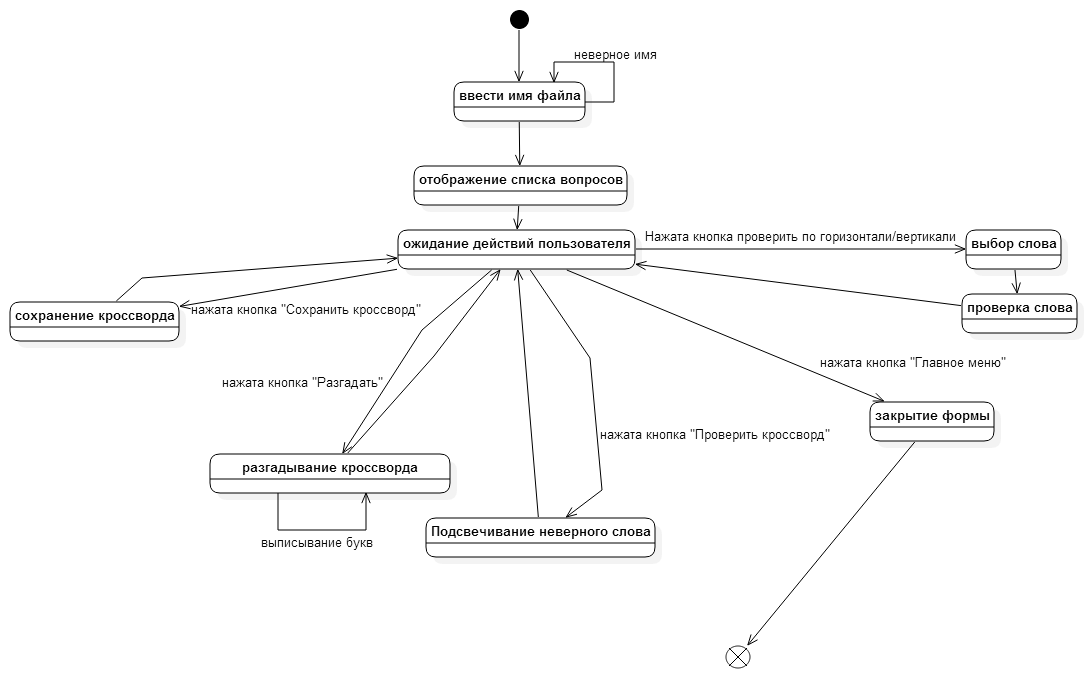 неверное имя
ввести имя файла
отображение списка вопросов
ожидание действий пользователя
Нажата кнопка проверить по горизонтали/вертикали
выбор слова
сохранение кроссворда
нажата кнопка "Сохранить кроссворд"
проверка слова
нажата кнопка "Главное меню"
нажата кнопка "Разгадать"
закрытие формы
нажата кнопка "Проверить кроссворд"
разгадывание кроссворда
Подсвечивание неверного слова
выписывание букв